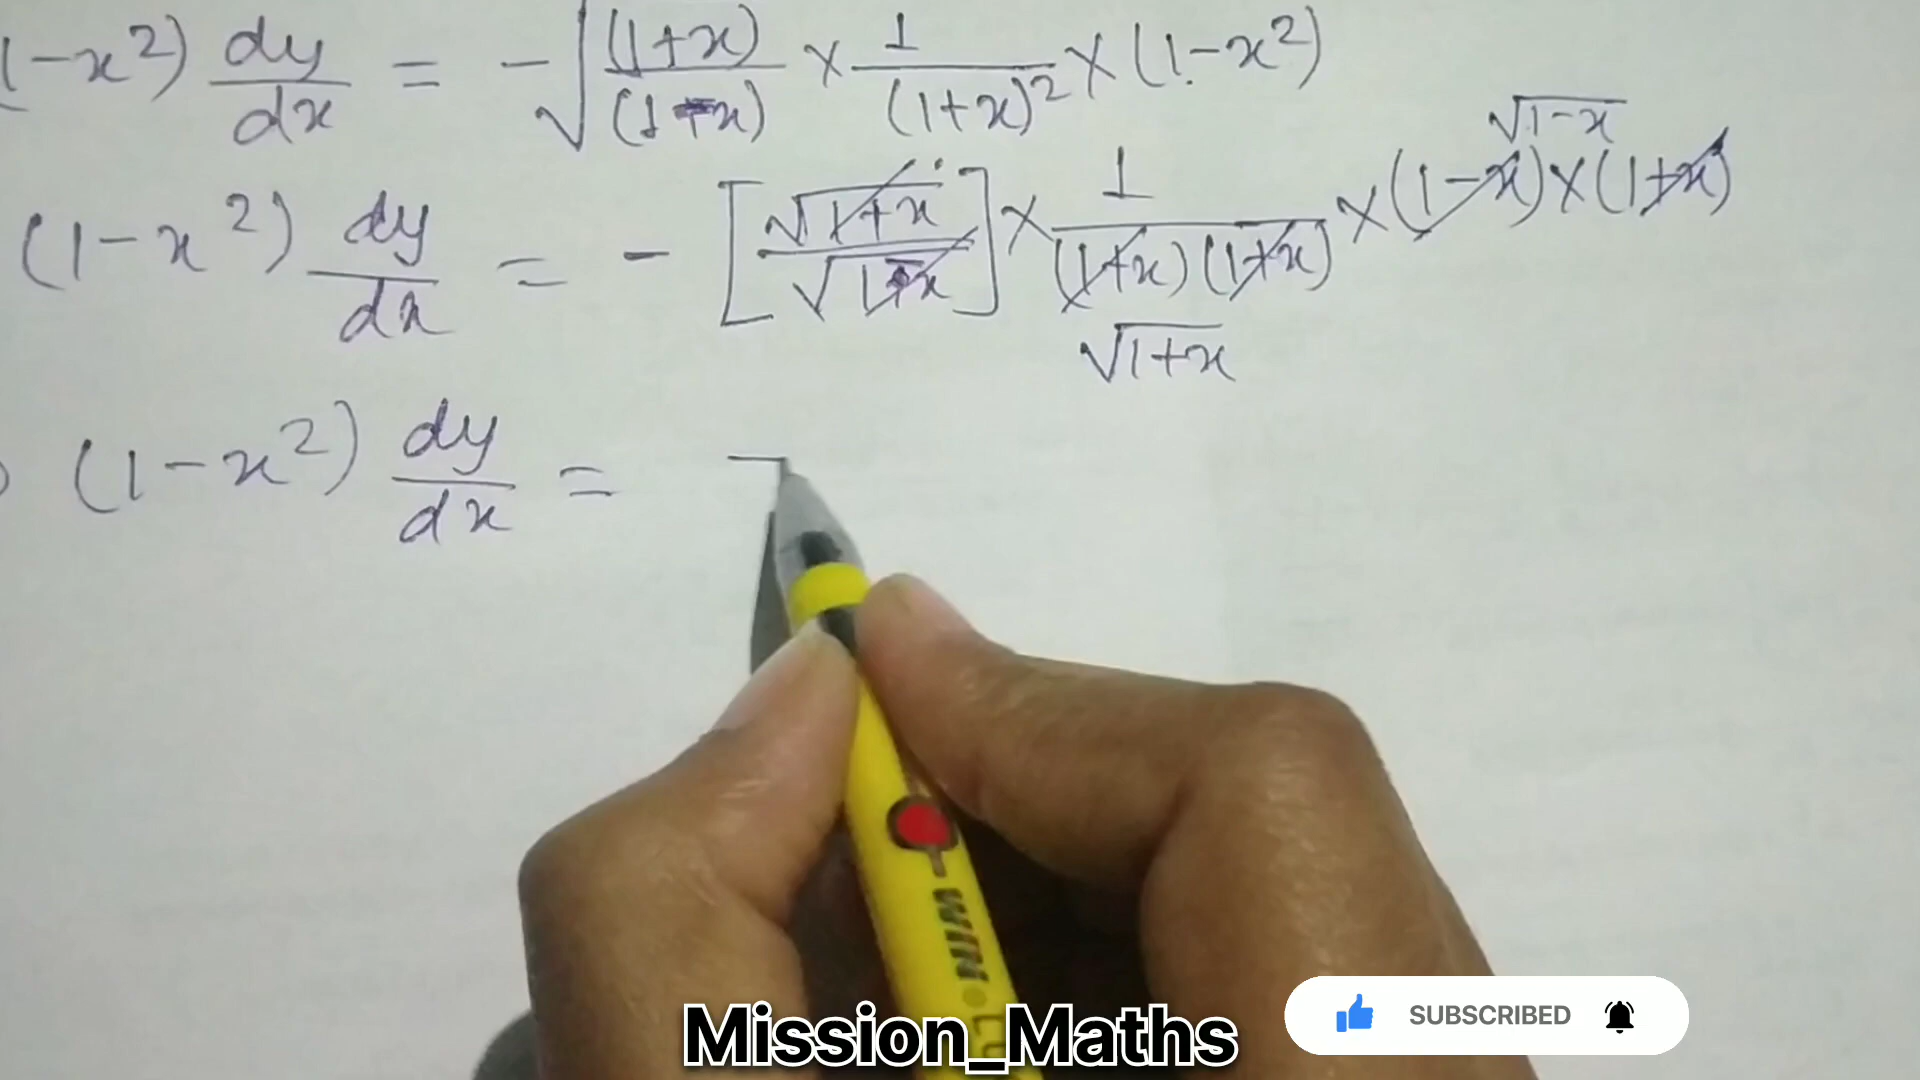 (1-x²) dy/dx = -√((1+x)/(1-x)) × 1/(1+x)² × (1-x²)
√1-x
(1-x²) dy/dx = - [√1+x / √1-x] × 1/((1+x)(1+x)) × (1-x) × (1+x)
√1+x
(1-x²) dy/dx = -
WIN
Mission_Maths
SUBSCRIBED